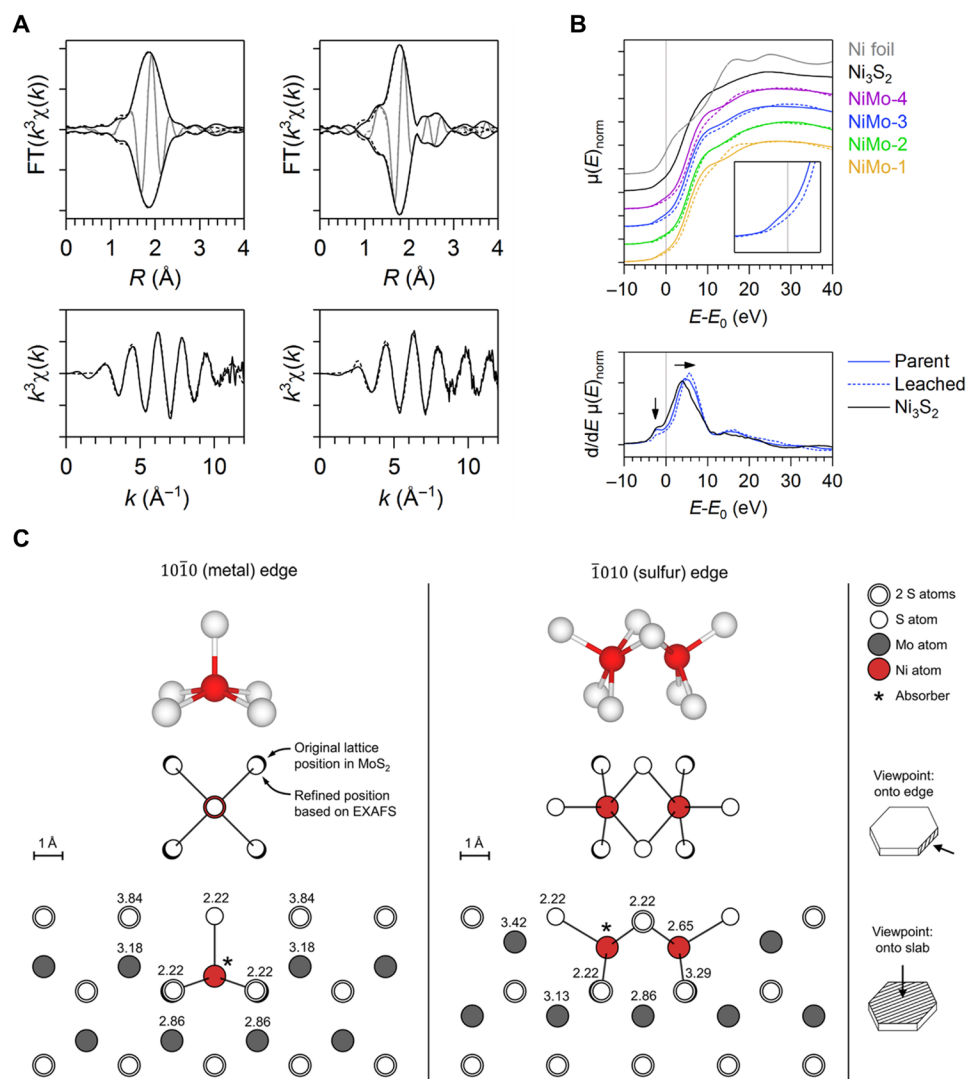 A
FT(k³χ(k))
0 1 2 3 4
R (Å)
FT(k³χ(k))
0 1 2 3 4
R (Å)
k³χ(k)
0 5 10
k (Å⁻¹)
k³χ(k)
0 5 10
k (Å⁻¹)
B
μ(E)norm
Ni foil
Ni₃S₂
NiMo-4
NiMo-3
NiMo-2
NiMo-1
–10 0 10 20 30 40
E-E₀ (eV)
d/dE μ(E)norm
Parent
Leached
Ni₃S₂
–10 0 10 20 30 40
E-E₀ (eV)
C
101̄0 (metal) edge
Original lattice
position in MoS₂
Refined position
based on EXAFS
1 Å
3.84 2.22 3.84
3.18 * 3.18
2.22 2.22
2.86 2.86
1̄010 (sulfur) edge
1 Å
2.22 2.22
3.42 * 2.65
2.22 3.29
3.13 2.86
2 S atoms
S atom
Mo atom
Ni atom
* Absorber
Viewpoint:
onto edge
Viewpoint:
onto slab